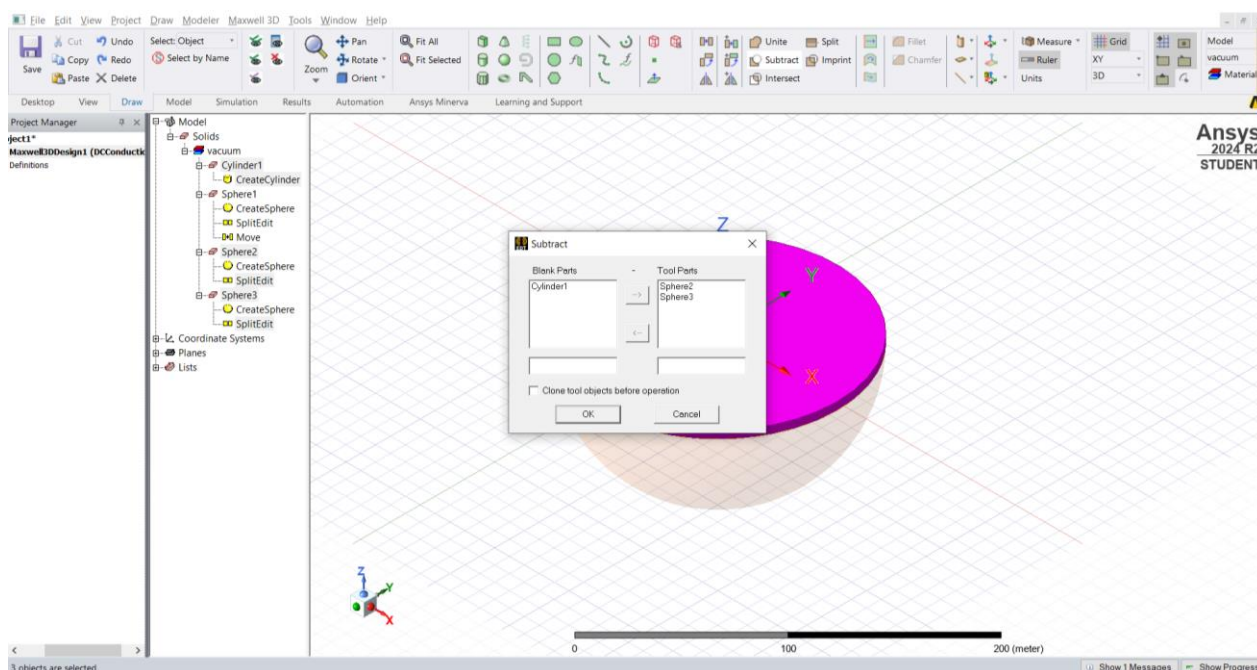 File Edit View Project Draw Modeler Maxwell 3D Tools Window Help
Save
Cut Undo
Copy Redo
Paste Delete
Select: Object
Select by Name
Zoom
Pan
Rotate
Orient
Fit All
Fit Selected
Unite Split
Subtract Imprint
Intersect
Fillet
Chamfer
Measure
Ruler
Units
Grid
XY
3D
Model
vacuum
Material
Desktop View Draw Model Simulation Results Automation Ansys Minerva Learning and Support
Project Manager
ject1*
Maxwell3DDesign1 (DCConducti
Definitions
Model
Solids
vacuum
Cylinder1
CreateCylinder
Sphere1
CreateSphere
SplitEdit
Move
Sphere2
CreateSphere
SplitEdit
Sphere3
CreateSphere
SplitEdit
Coordinate Systems
Planes
Lists
Ansys
2024 R2
STUDENT
Z
Y
X
Subtract
Blank Parts - Tool Parts
Cylinder1
Sphere2
Sphere3
Clone tool objects before operation
OK Cancel
Z
Y
X
0 100 200 (meter)
3 objects are selected
Show 1 Messages Show Progress